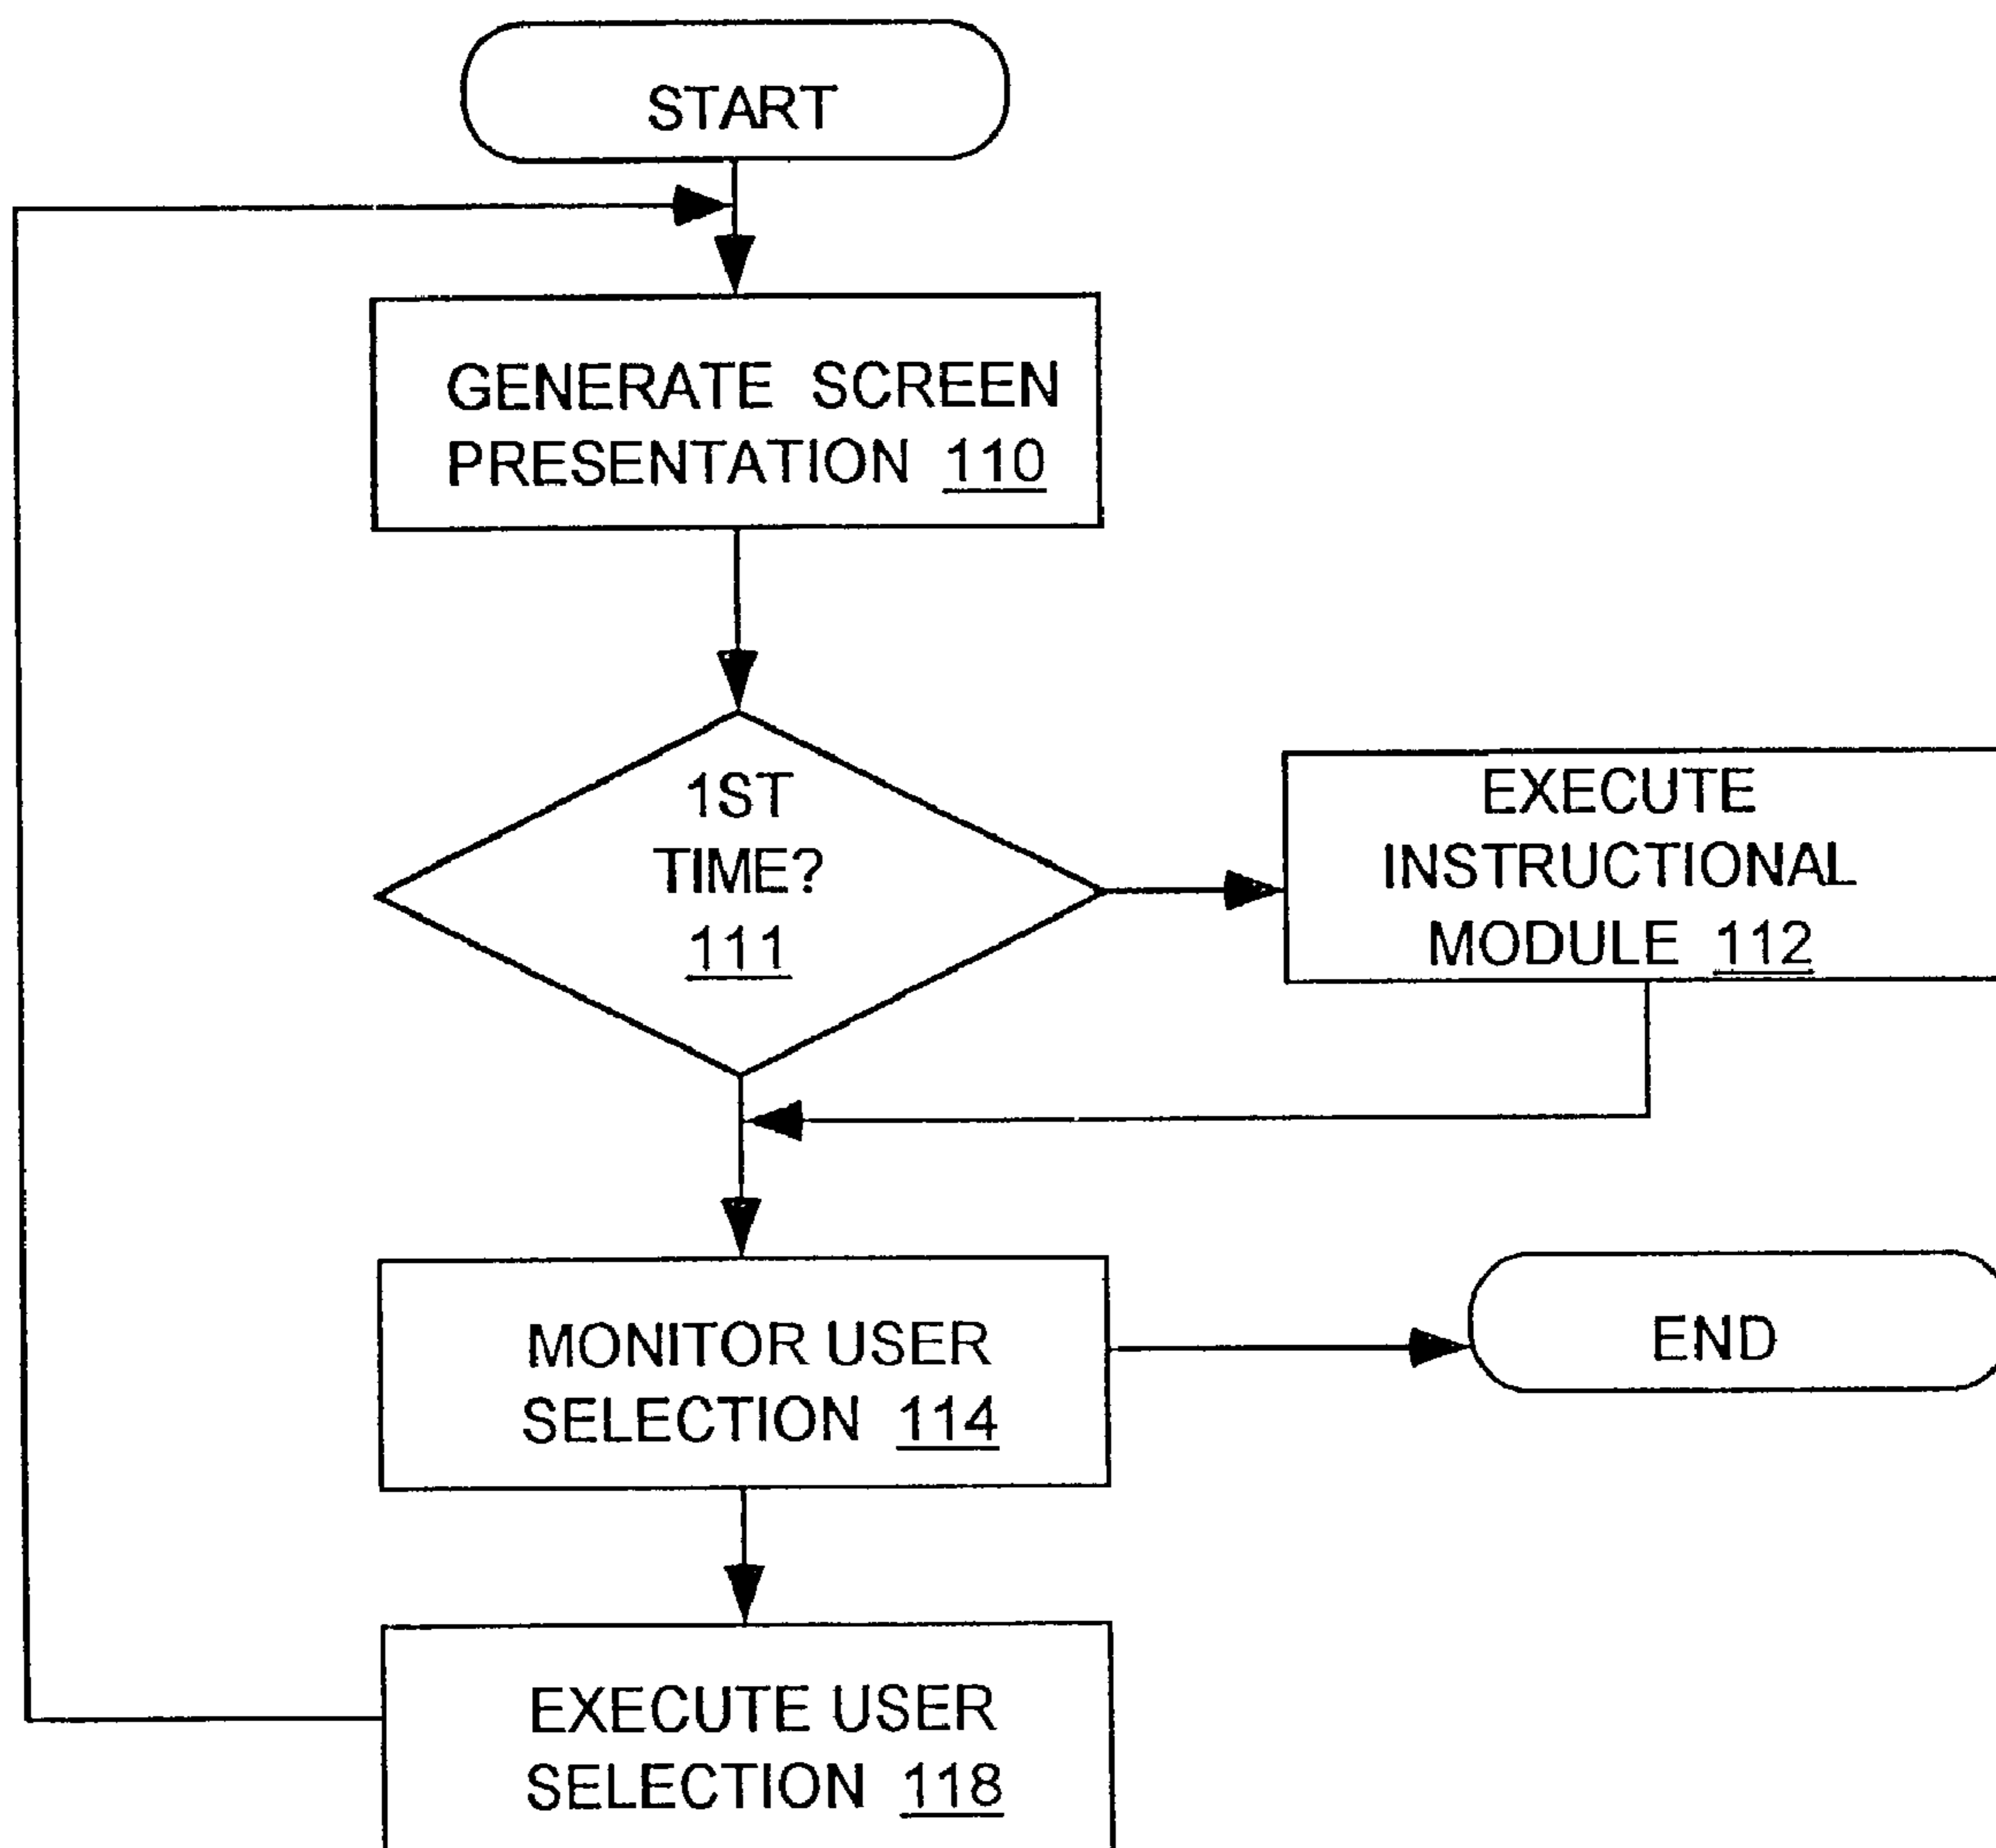 START
GENERATE SCREEN
PRESENTATION 110
1ST
TIME?
111
EXECUTE
INSTRUCTIONAL
MODULE 112
MONITOR USER
SELECTION 114
END
EXECUTE USER
SELECTION 118